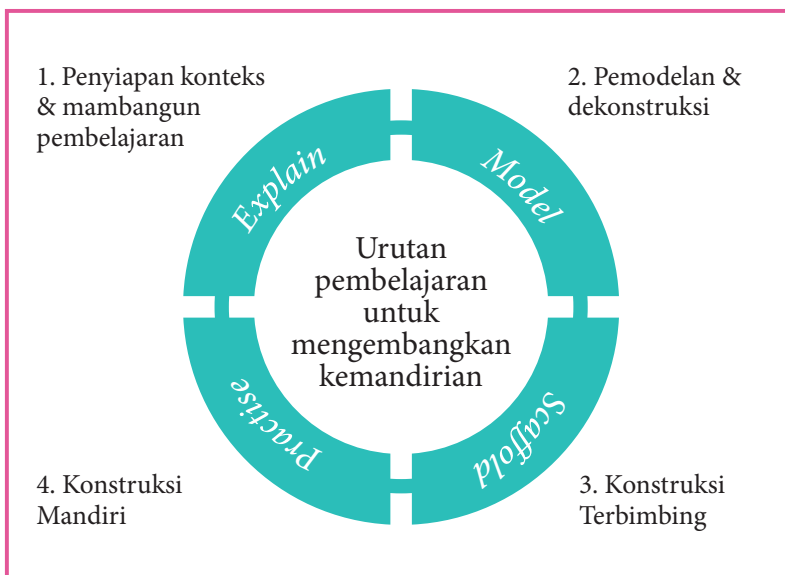 1. Penyiapan konteks
& mambangun
pembelajaran
2. Pemodelan &
dekonstruksi
Explain
Model
Urutan
pembelajaran
untuk
mengembangkan
kemandirian
Practise
Scaffold
4. Konstruksi
Mandiri
3. Konstruksi
Terbimbing